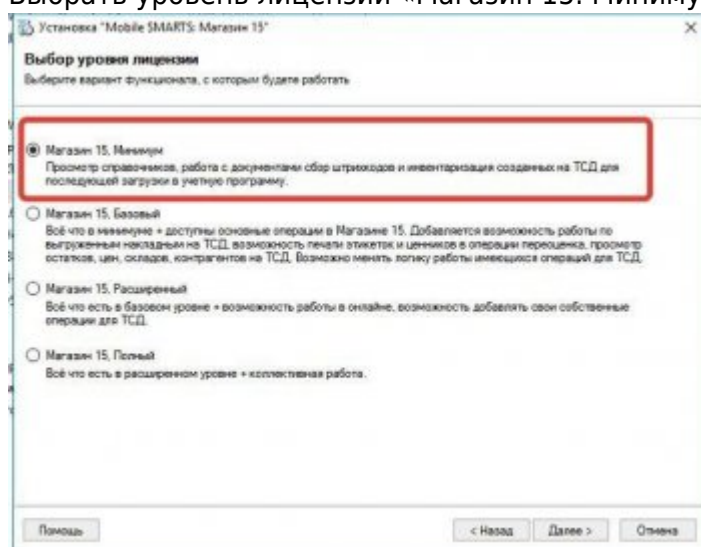 Выбрать уровень лицензии «Магазин 15. Миниму
Установка "Mobile SMARTS: Магазин 15"
Выбор уровня лицензии
Выберите вариант функционала, с которым будете работать
Магазин 15, Минимум
Просмотр справочников, работа с документами сбор штрихкодов и инвентаризация созданных на ТСД для
последующей загрузки в учетную программу.
Магазин 15, Базовый
Всё что в минимуме + доступны основные операции в Магазине 15. Добавляется возможность работы по
выгруженным накладным на ТСД, возможность печати этикеток и ценников в операции переоценка, просмотр
остатков, цен, складов, контрагентов на ТСД. Возможно менять логику работы имеющихся операций для ТСД.
Магазин 15, Расширенный
Всё что есть в базовом уровне + возможность работы в онлайне, возможность добавлять свои собственные
операции для ТСД.
Магазин 15, Полный
Всё что есть в расширенном уровне + коллективная работа.
Помощь
< Назад
Далее >
Отмена